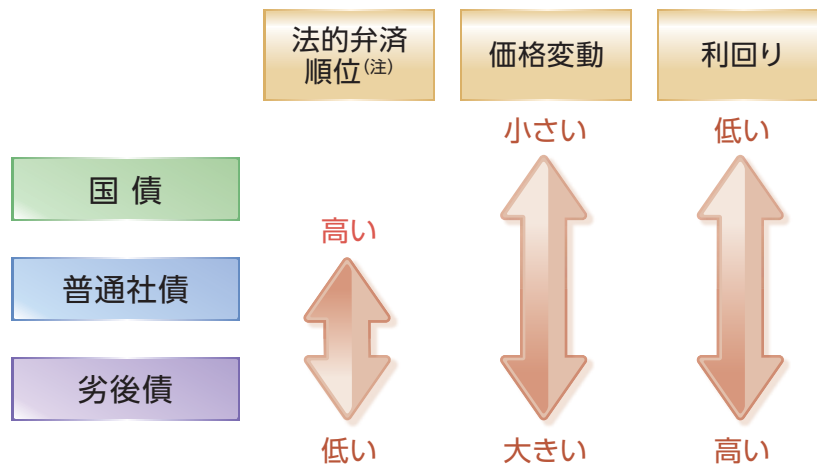 法的弁済
順位(注)
価格変動
利回り
小さい
低い
国債
高い
普通社債
劣後債
低い
大きい
高い